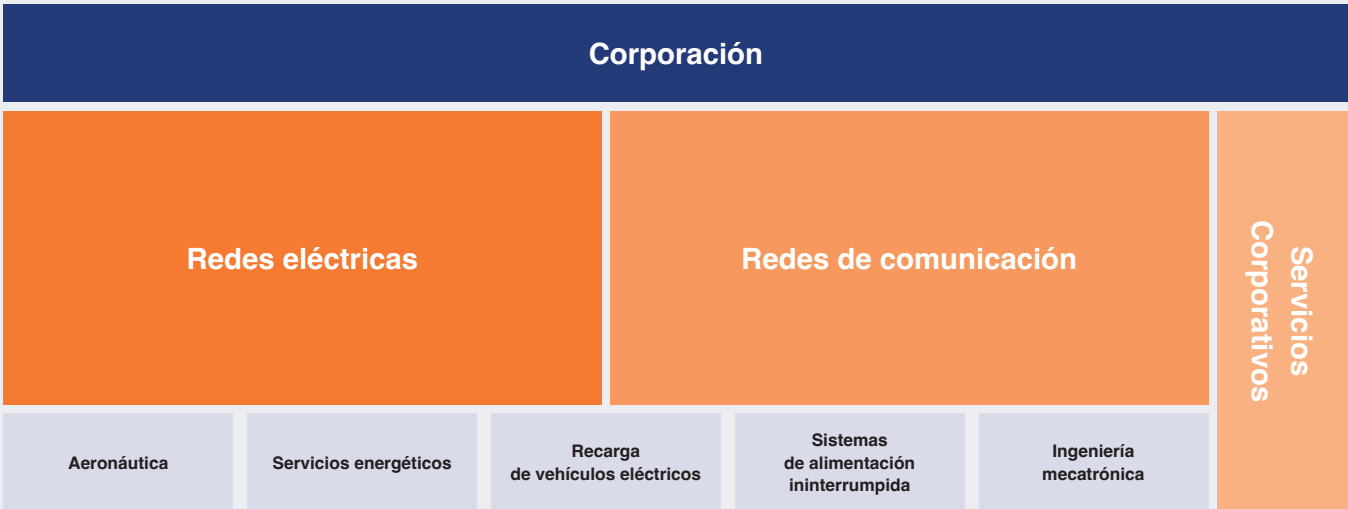 Corporación
Redes eléctricas
Redes de comunicación
Servicios
Corporativos
Aeronáutica
Servicios energéticos
Recarga
de vehículos eléctricos
Sistemas
de alimentación
ininterrumpida
Ingeniería
mecatrónica